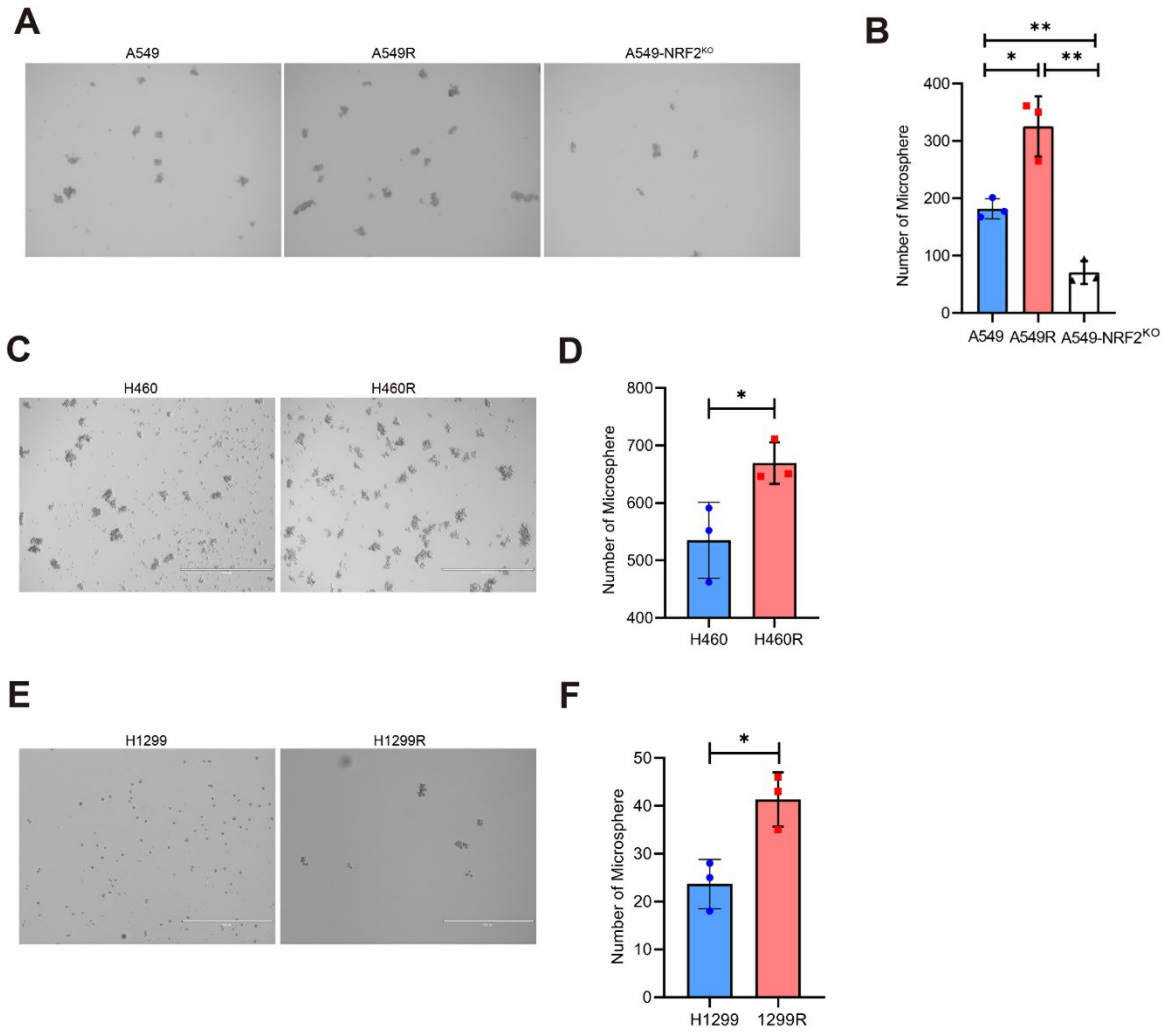 A
A549
A549R
A549-NRF2KO
B
**
*
**
Number of Microsphere
400
300
200
100
0
A549
A549R
A549-NRF2KO
C
H460
H460R
D
*
Number of Microsphere
800
700
600
500
400
H460
H460R
E
H1299
H1299R
F
*
Number of Microsphere
50
40
30
20
10
0
H1299
1299R